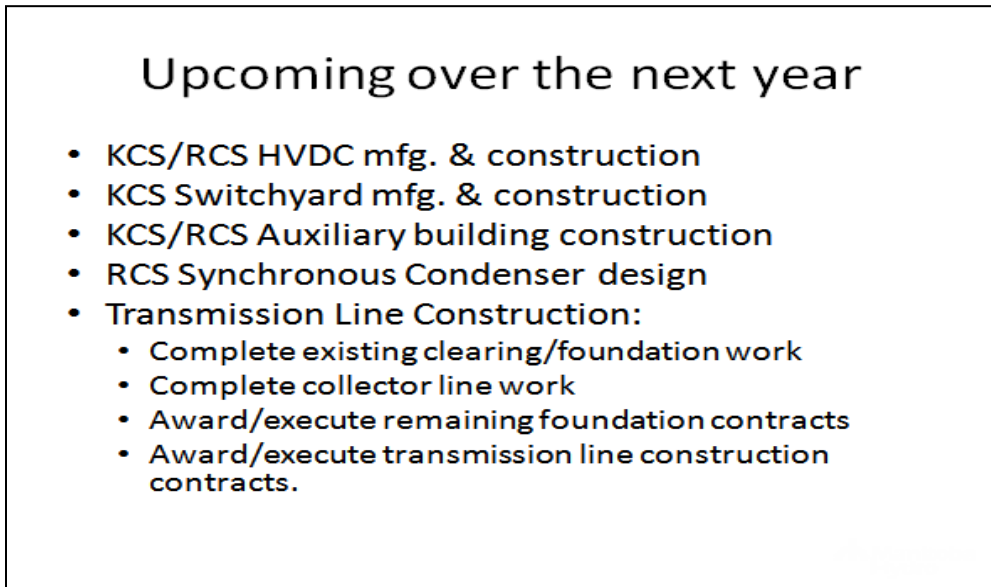 Upcoming over the next year
• KCS/RCS HVDC mfg. & construction
• KCS Switchyard mfg. & construction
• KCS/RCS Auxiliary building construction
• RCS Synchronous Condenser design
• Transmission Line Construction:
• Complete existing clearing/foundation work
• Complete collector line work
• Award/execute remaining foundation contracts
• Award/execute transmission line construction
contracts.